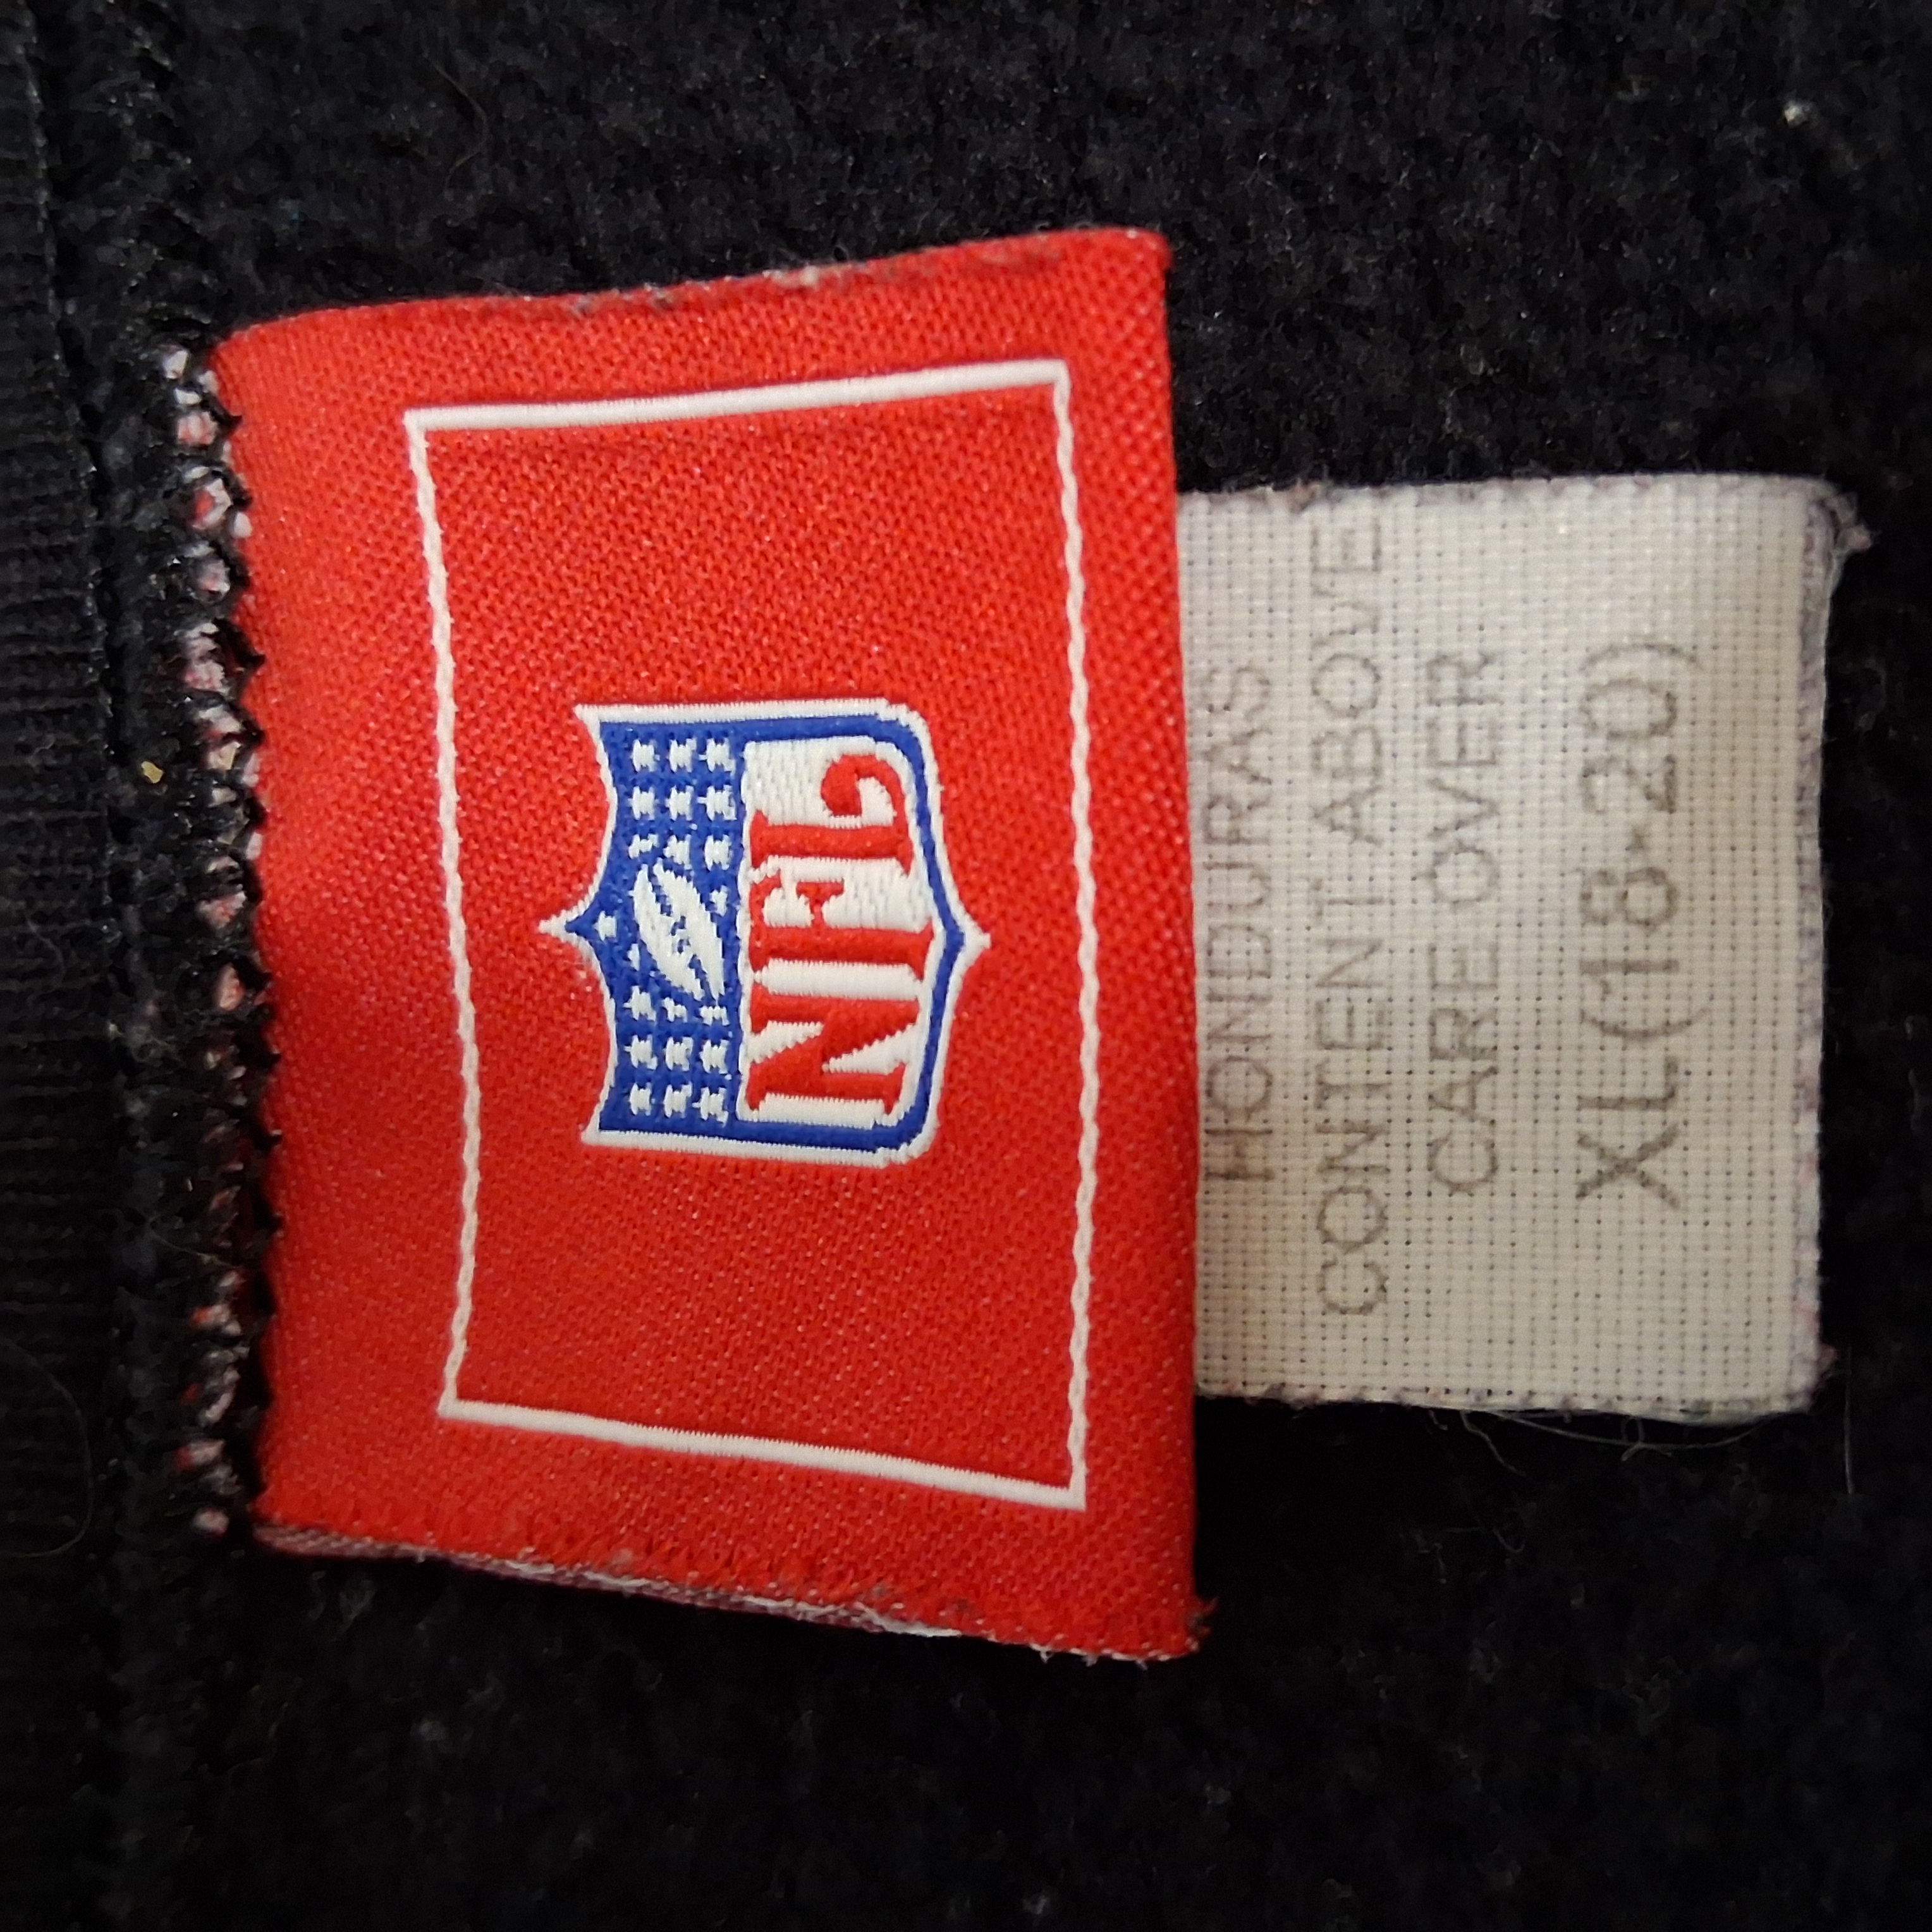 NFL
HONDURAS
CONTENT ABOVE
CARE OVER
XL(18-20)